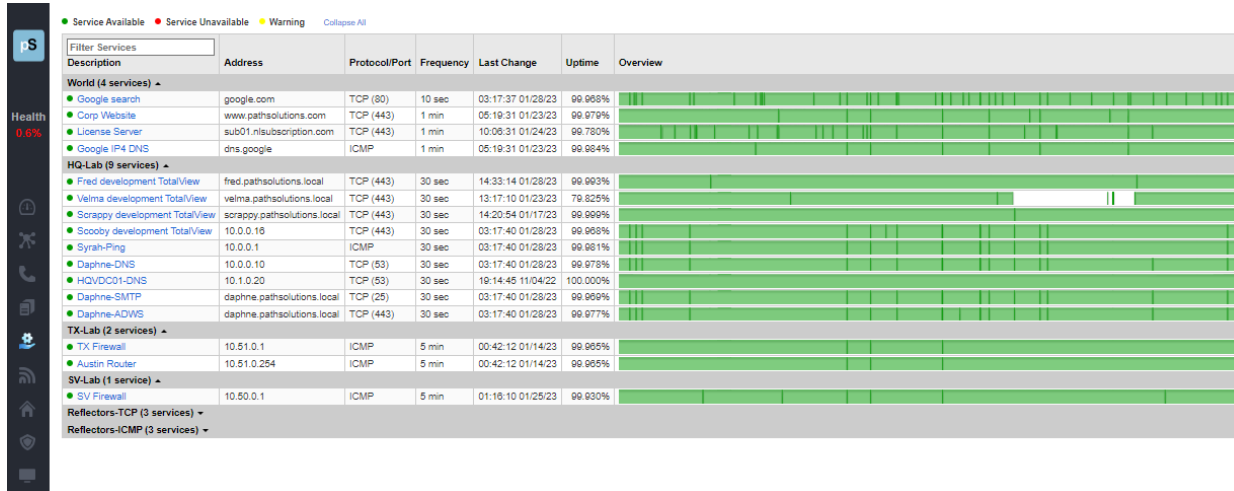 Service Available Service Unavailable Warning Collapse All
pS
Filter Services
Description Address Protocol/Port Frequency Last Change Uptime Overview
World (4 services)
Google search google.com TCP (80) 10 sec 03:17:37 01/28/23 99.968%
Corp Website www.pathsolutions.com TCP (443) 1 min 05:19:31 01/23/23 99.979%
License Server sub01.nlsubscription.com TCP (443) 1 min 10:06:31 01/24/23 99.780%
Google IP4 DNS dns.google ICMP 1 min 05:19:31 01/23/23 99.984%
Health
0.6%
HQ-Lab (9 services)
Fred development TotalView fred.pathsolutions.local TCP (443) 30 sec 14:33:14 01/28/23 99.993%
Velma development TotalView velma.pathsolutions.local TCP (443) 30 sec 13:17:10 01/23/23 79.825%
Scrappy development TotalView scrappy.pathsolutions.local TCP (443) 30 sec 14:20:54 01/17/23 99.999%
Scooby development TotalView 10.0.0.16 TCP (443) 30 sec 03:17:40 01/28/23 99.968%
Syrah-Ping 10.0.0.1 ICMP 30 sec 03:17:40 01/28/23 99.981%
Daphne-DNS 10.0.0.10 TCP (53) 30 sec 03:17:40 01/28/23 99.978%
HQVDC01-DNS 10.1.0.20 TCP (53) 30 sec 19:14:45 11/04/22 100.000%
Daphne-SMTP daphne.pathsolutions.local TCP (25) 30 sec 03:17:40 01/28/23 99.969%
Daphne-ADWS daphne.pathsolutions.local TCP (443) 30 sec 03:17:40 01/28/23 99.977%
TX-Lab (2 services)
TX Firewall 10.51.0.1 ICMP 5 min 00:42:12 01/14/23 99.965%
Austin Router 10.51.0.254 ICMP 5 min 00:42:12 01/14/23 99.965%
SV-Lab (1 service)
SV Firewall 10.50.0.1 ICMP 5 min 01:16:10 01/25/23 99.930%
Reflectors-TCP (3 services)
Reflectors-ICMP (3 services)